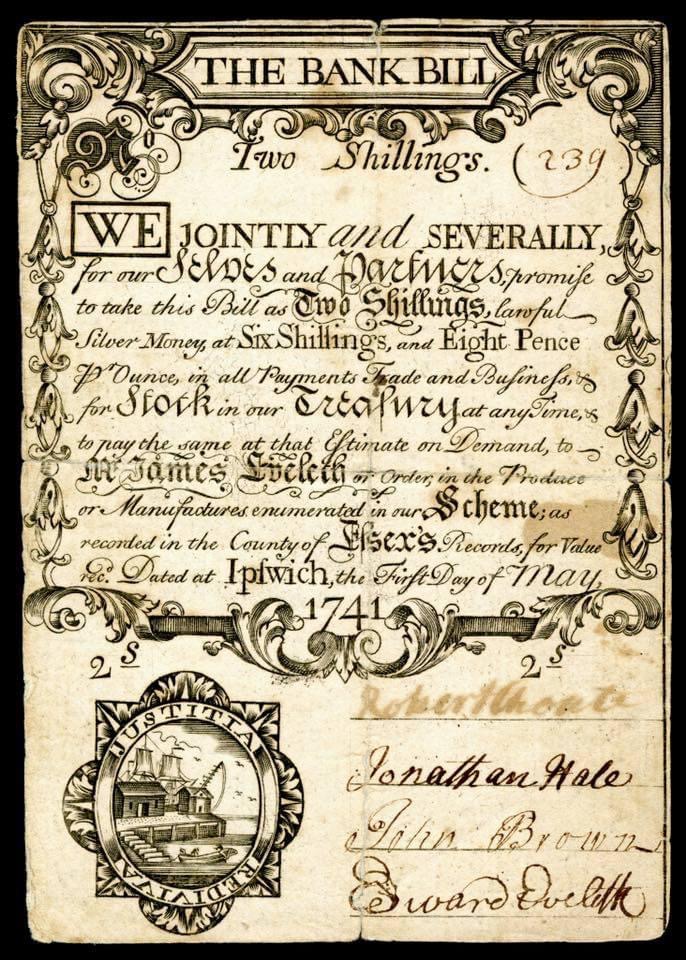 THE BANK BILL
No
Two Shillings. (239)
WE JOINTLY and SEVERALLY,
for our Selves and Partners, promise
to take this Bill as Two Shillings, lawful
Silver Money, at Six Shillings, and Eight Pence
Pr Ounce, in all Payments Trade and Businefs, &
for Stock in our Treafury at any Time, &
to pay the same at that Eſtimate on Demand, to
Mr James Eveleth or Order, in the Produce
or Manufactures enumerated in our Scheme; as
recorded in the County of Eſsex's Records, for Value
recd. Dated at Ipſwich, the Firſt Day of May,
1741
2s 2s
JUSTITIA
REDIVIVA
Robert Choate
Jonathan Hale
John Brown
Edward Eveleth